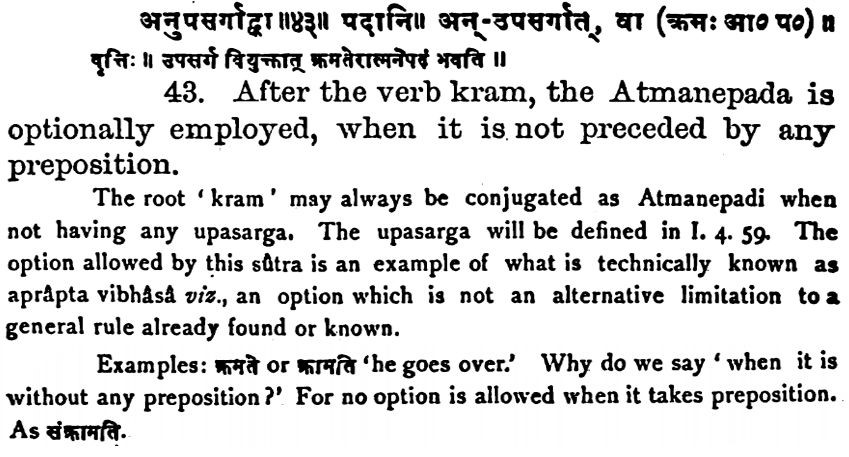 अनुपसर्गाद्वा ॥४३॥ पदानि ॥ अन्-उपसर्गात्, वा (क्रमः आ० प०) ॥
वृत्तिः ॥ उपसर्ग वियुक्तात् क्रमतेरात्मनेपदं भवति ॥
43. After the verb kram, the Atmanepada is
optionally employed, when it is not preceded by any
preposition.
The root ‘kram’ may always be conjugated as Atmanepadi when
not having any upasarga. The upasarga will be defined in I. 4. 59. The
option allowed by this sûtra is an example of what is technically known as
aprâpta vibhâsâ viz., an option which is not an alternative limitation to a
general rule already found or known.
Examples: क्रमते or क्रामति ‘he goes over.’ Why do we say ‘when it is
without any preposition?’ For no option is allowed when it takes preposition.
As संक्रामति.